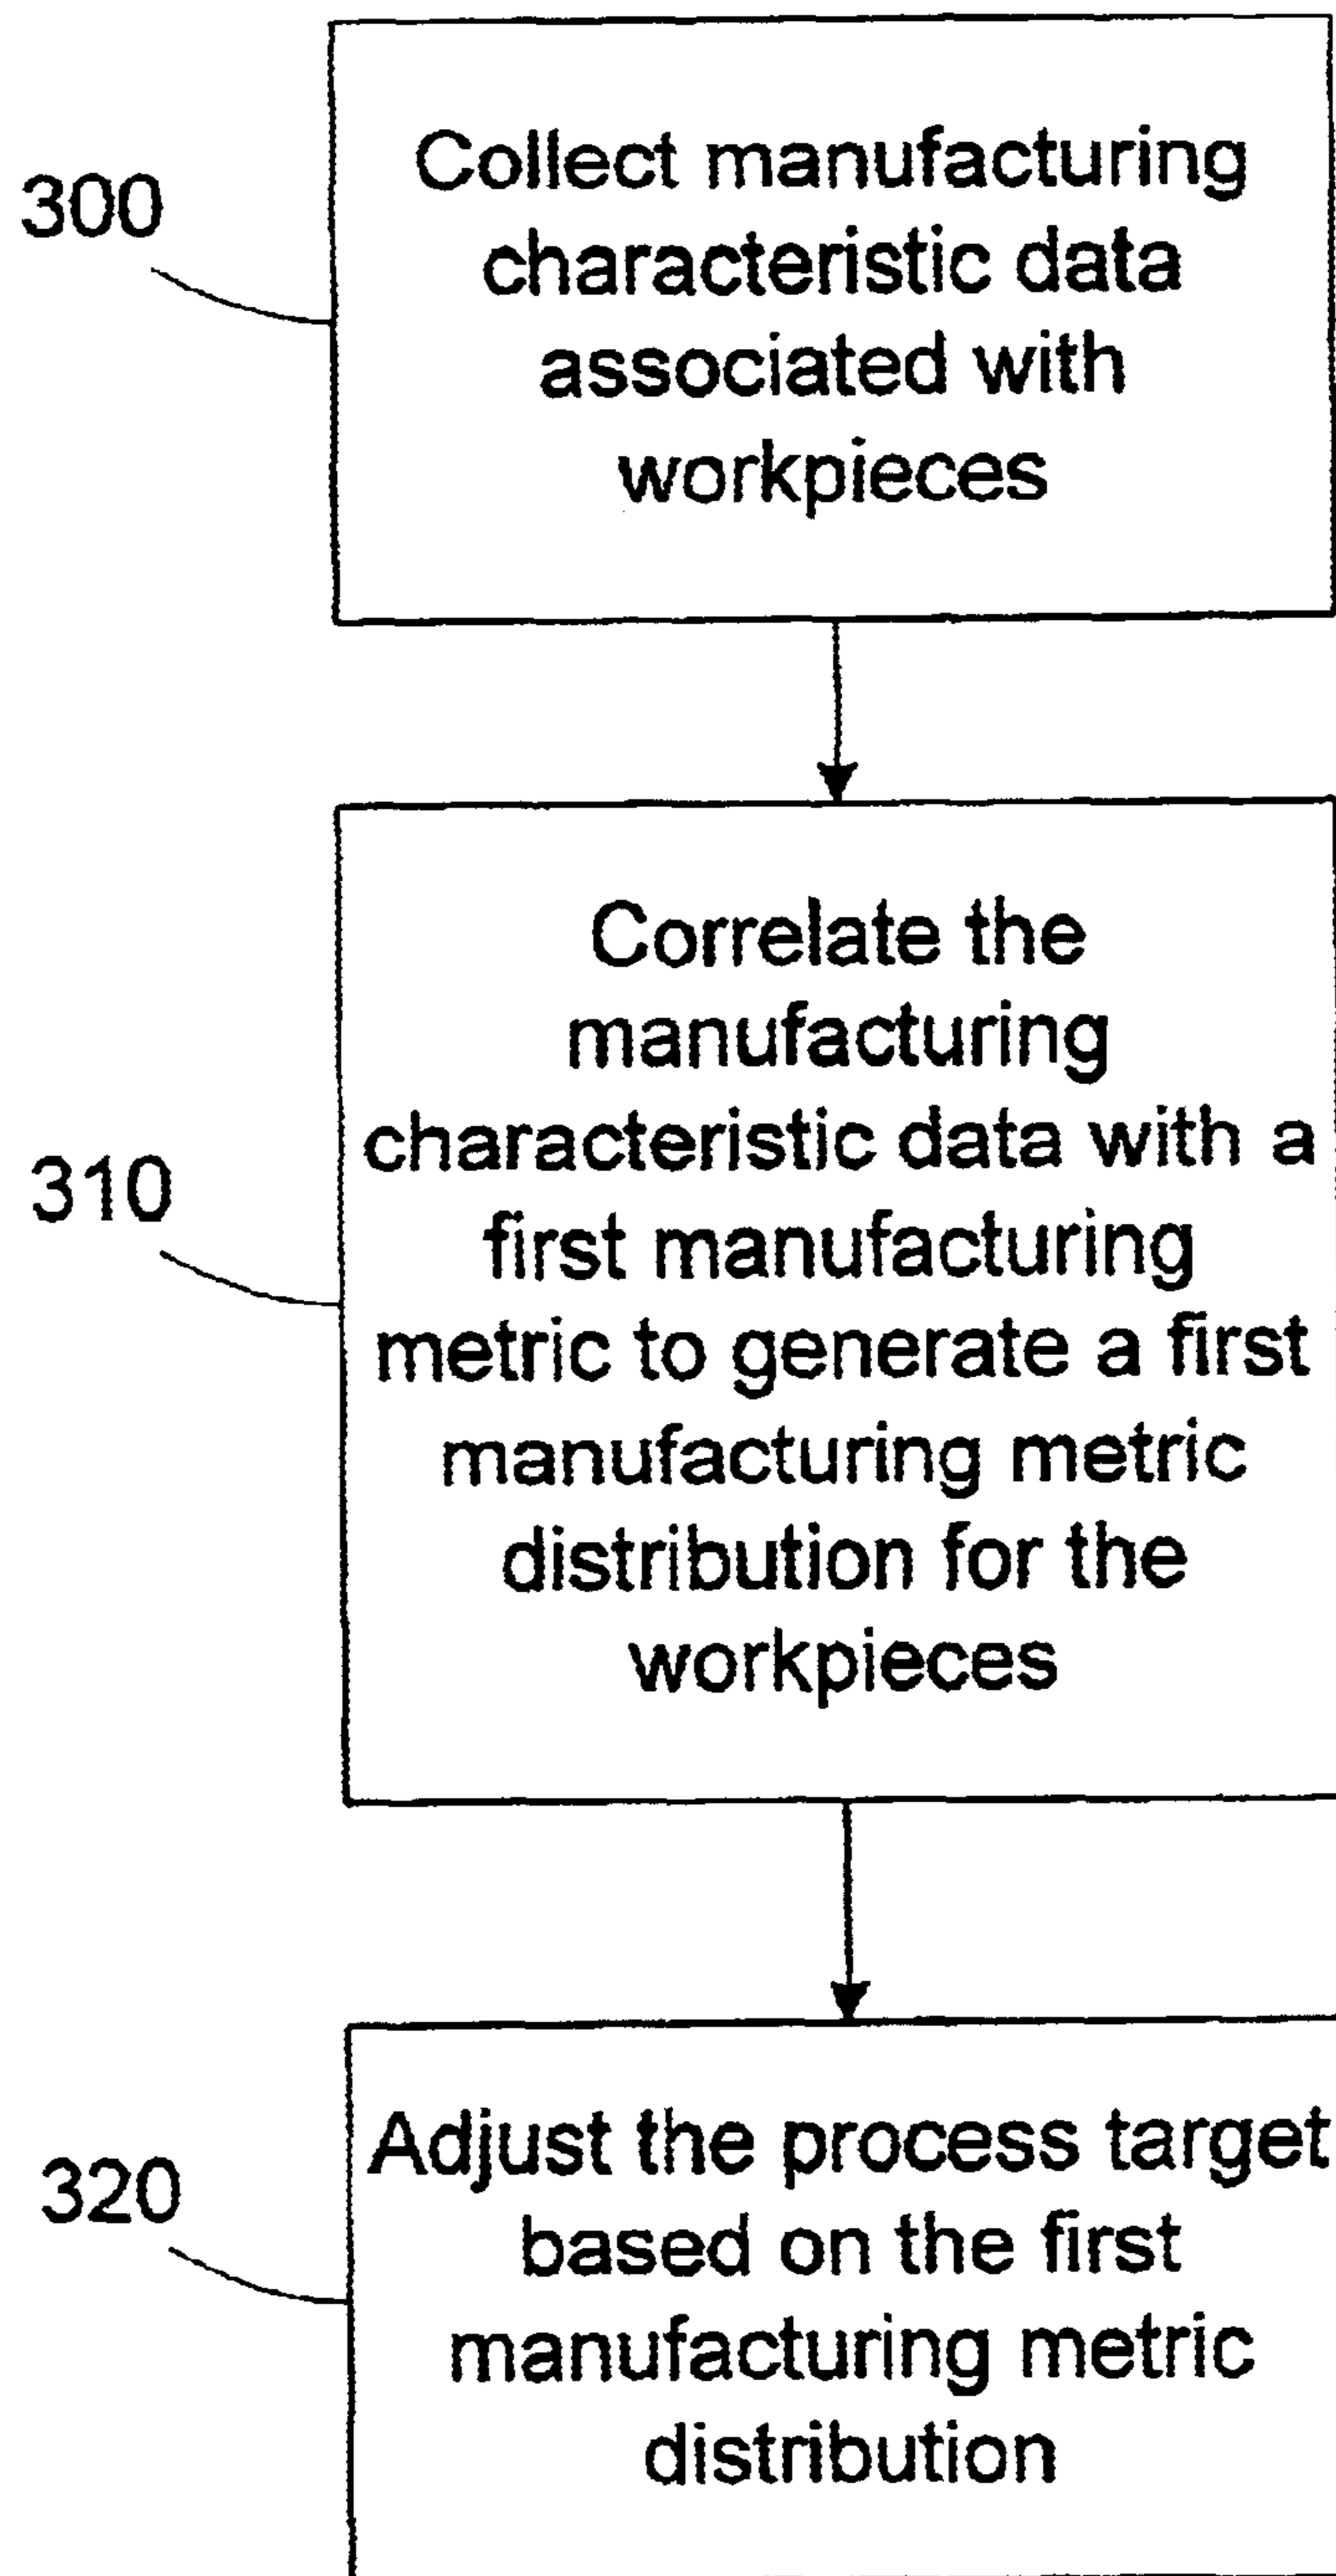 300
Collect manufacturing
characteristic data
associated with
workpieces
310
Correlate the
manufacturing
characteristic data with a
first manufacturing
metric to generate a first
manufacturing metric
distribution for the
workpieces
320
Adjust the process target
based on the first
manufacturing metric
distribution